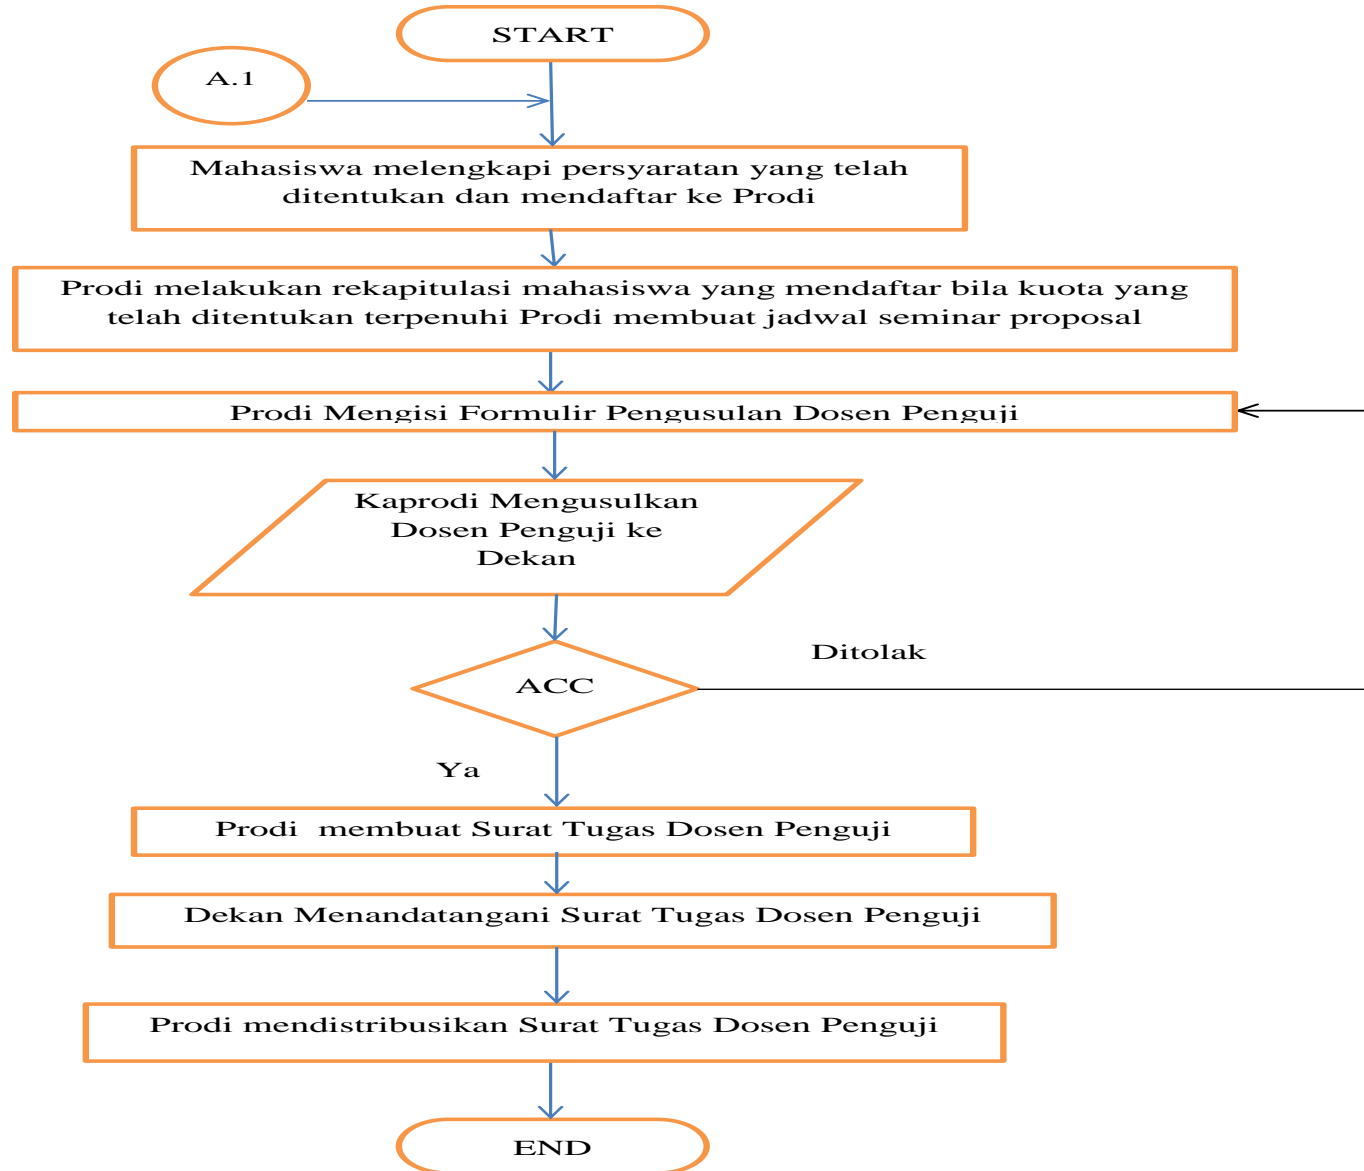 START
A.1
Mahasiswa melengkapi persyaratan yang telah
ditentukan dan mendaftar ke Prodi
Prodi melakukan rekapitulasi mahasiswa yang mendaftar bila kuota yang
telah ditentukan terpenuhi Prodi membuat jadwal seminar proposal
Prodi Mengisi Formulir Pengusulan Dosen Penguji
Kaprodi Mengusulkan
Dosen Penguji ke
Dekan
Ditolak
ACC
Ya
Prodi membuat Surat Tugas Dosen Penguji
Dekan Menandatangani Surat Tugas Dosen Penguji
Prodi mendistribusikan Surat Tugas Dosen Penguji
END